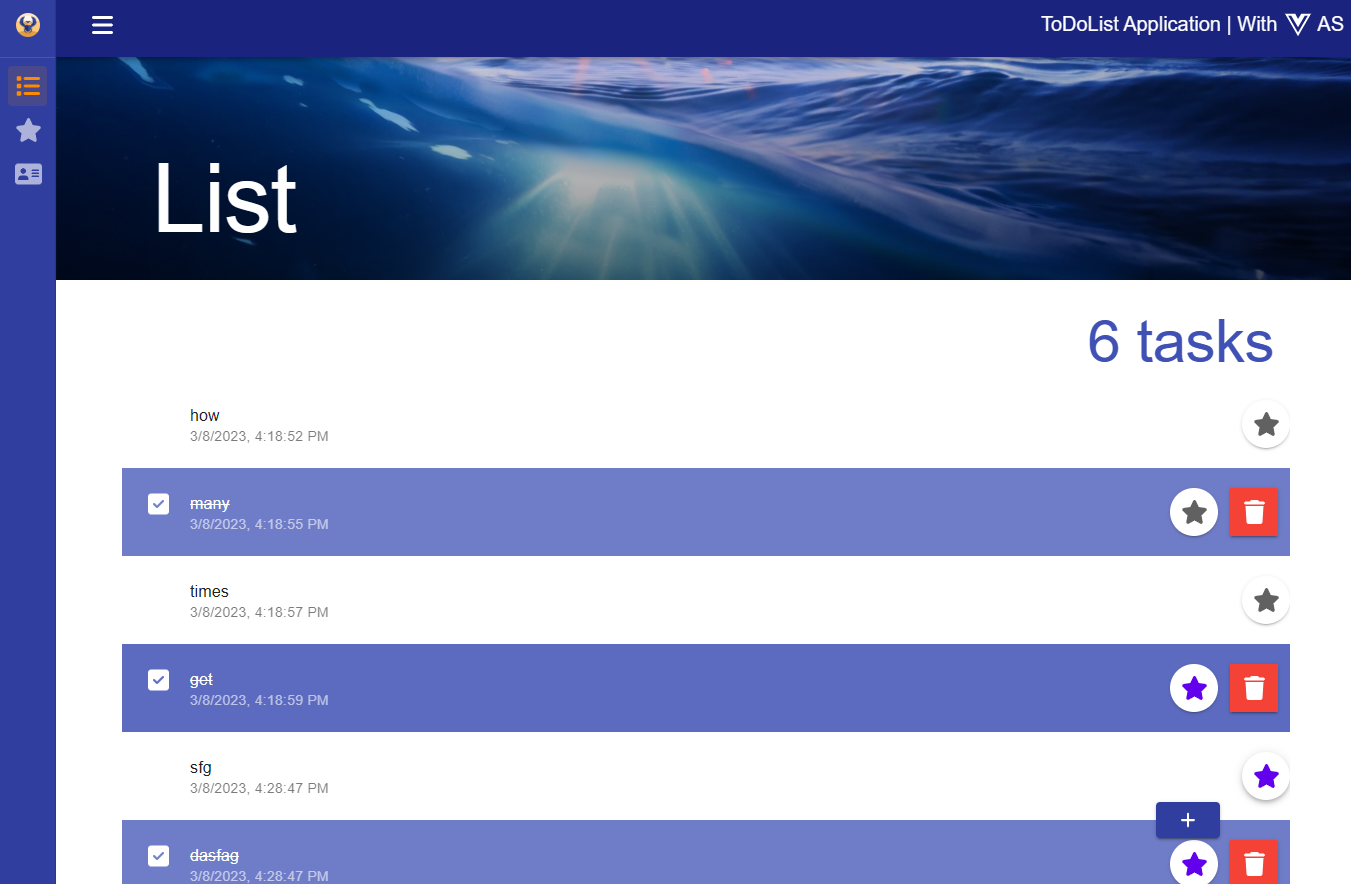 ToDoList Application | With AS
List
6 tasks
how
3/8/2023, 4:18:52 PM
many
3/8/2023, 4:18:55 PM
times
3/8/2023, 4:18:57 PM
get
3/8/2023, 4:18:59 PM
sfg
3/8/2023, 4:28:47 PM
+
dasfag
3/8/2023, 4:28:47 PM